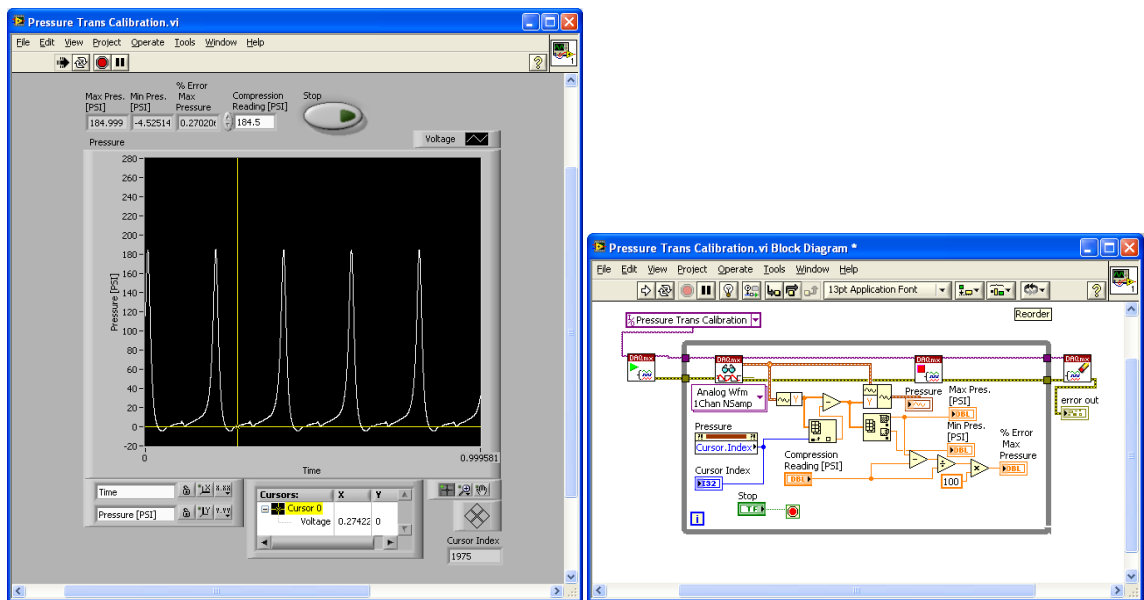 Pressure Trans Calibration.vi
File Edit View Project Operate Tools Window Help
?
1
Max Pres. [PSI]
Min Pres. [PSI]
% Error Max Pressure
Compression Reading [PSI]
Stop
184.999
-4.52514
184.5
Voltage
Pressure
280
260
240
220
200
180
160
140
120
100
80
60
40
20
0
-20
Pressure [PSI]
0
0.999581
Time
Time
Pressure [PSI]
Cursors:
X
Y
Cursor 0
Voltage
0.27422
0
Cursor Index
1975
Pressure Trans Calibration.vi Block Diagram *
File Edit View Project Operate Tools Window Help
13pt Application Font
?
1
Reorder
Pressure Trans Calibration
DAQmx
DAQmx
DAQmx
DAQmx
Analog Wfm
1Chan NSamp
Y
Y
Pressure
Max Pres. [PSI]
DBL
Min Pres. [PSI]
DBL
% Error Max Pressure
DBL
error out
Pressure
Cursor.Index
Cursor Index
I32
Compression Reading [PSI]
DBL
100
Stop
TF
i